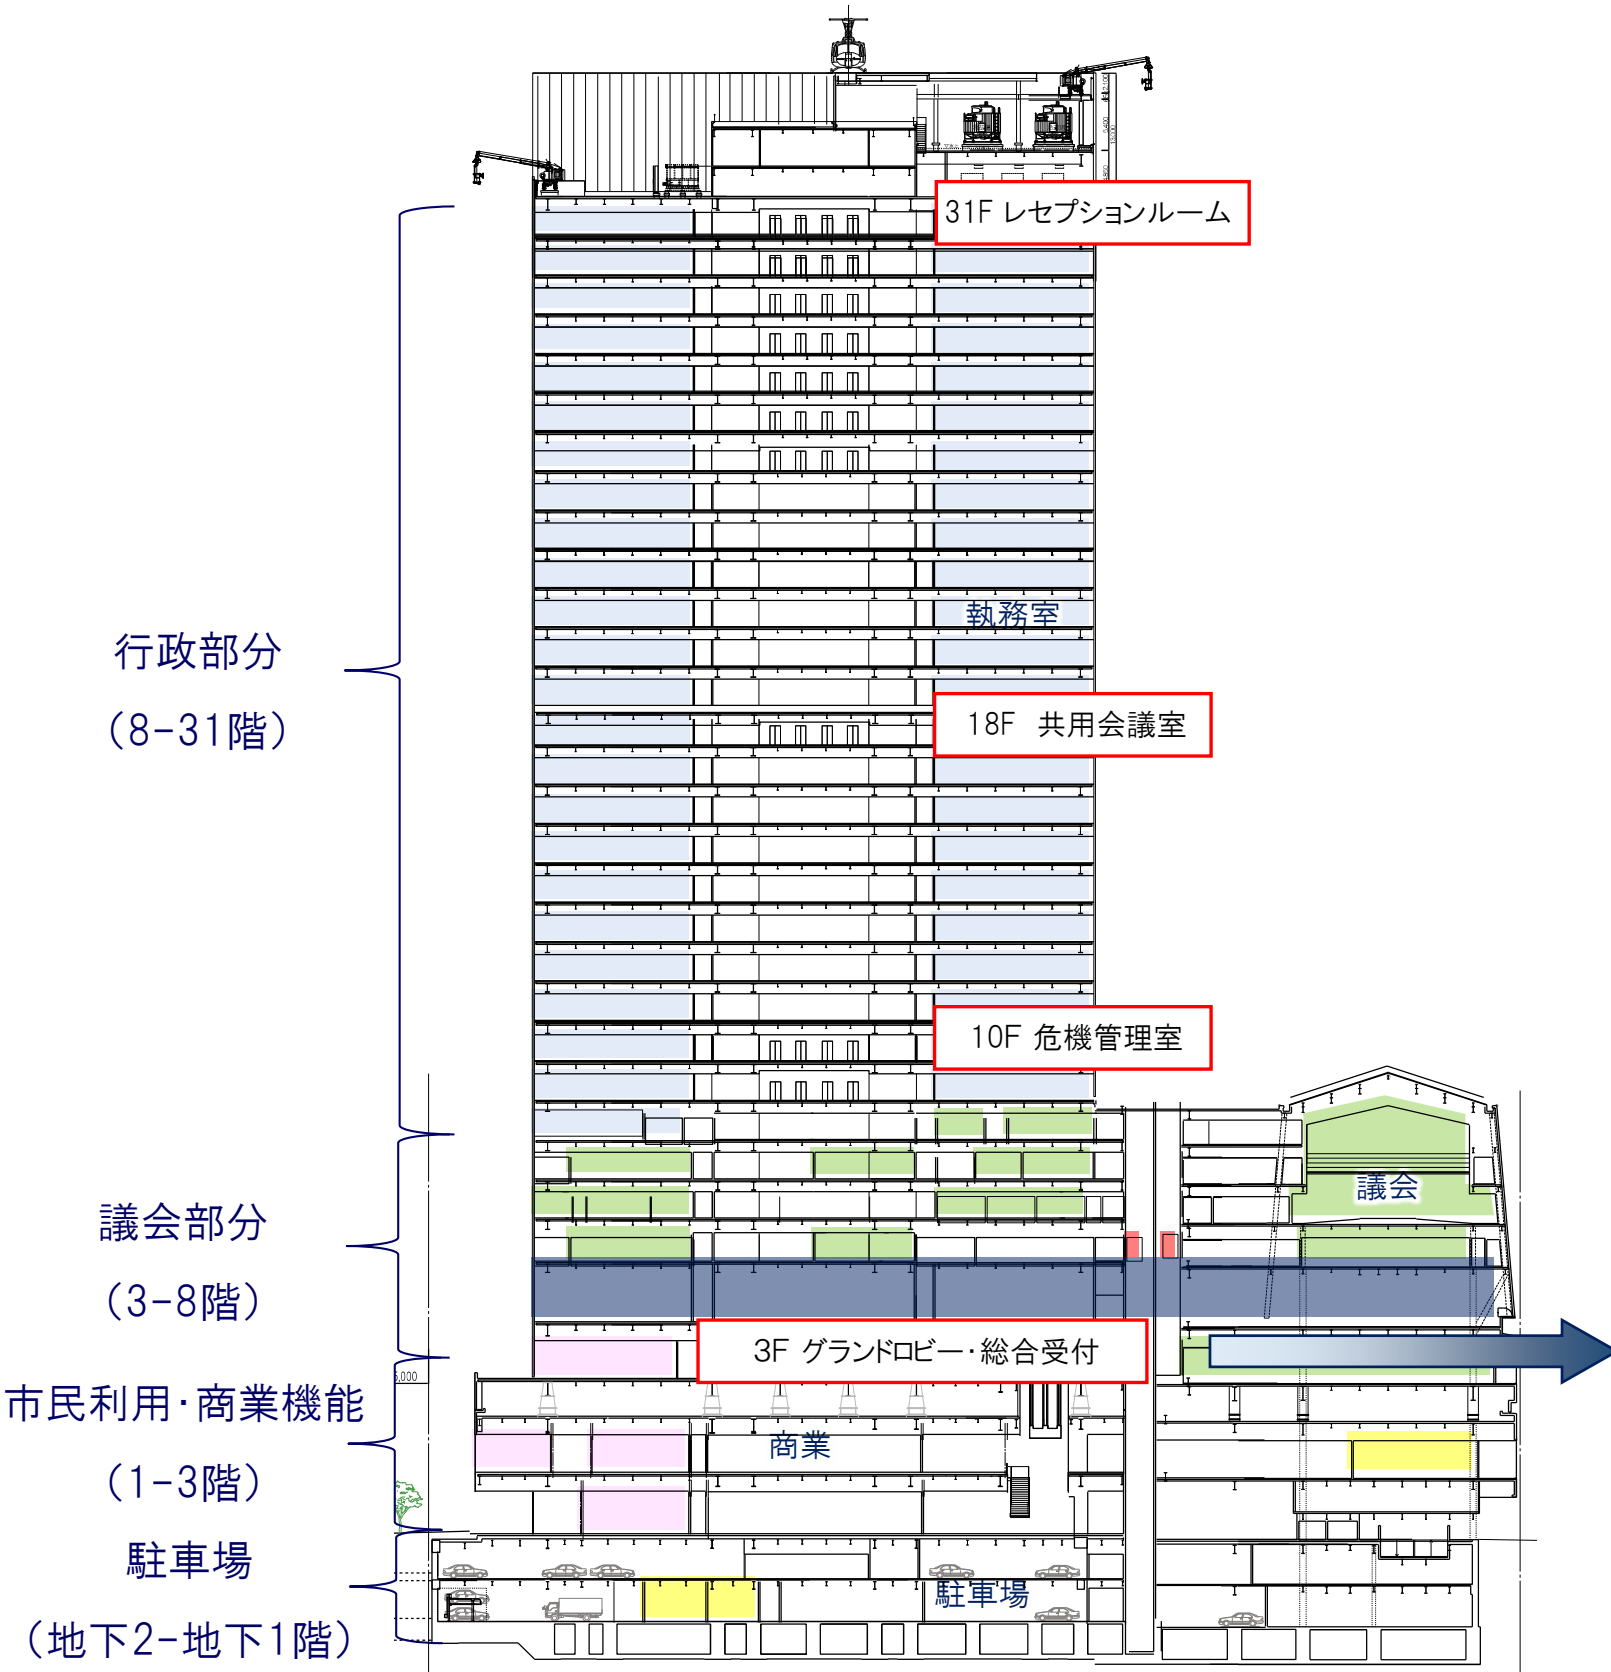 31F レセプションルーム
執務室
行政部分
(8-31階)
18F 共用会議室
10F 危機管理室
議会
議会部分
(3-8階)
3F グランドロビー・総合受付
市民利用・商業機能
(1-3階)
商業
駐車場
(地下2-地下1階)
駐車場